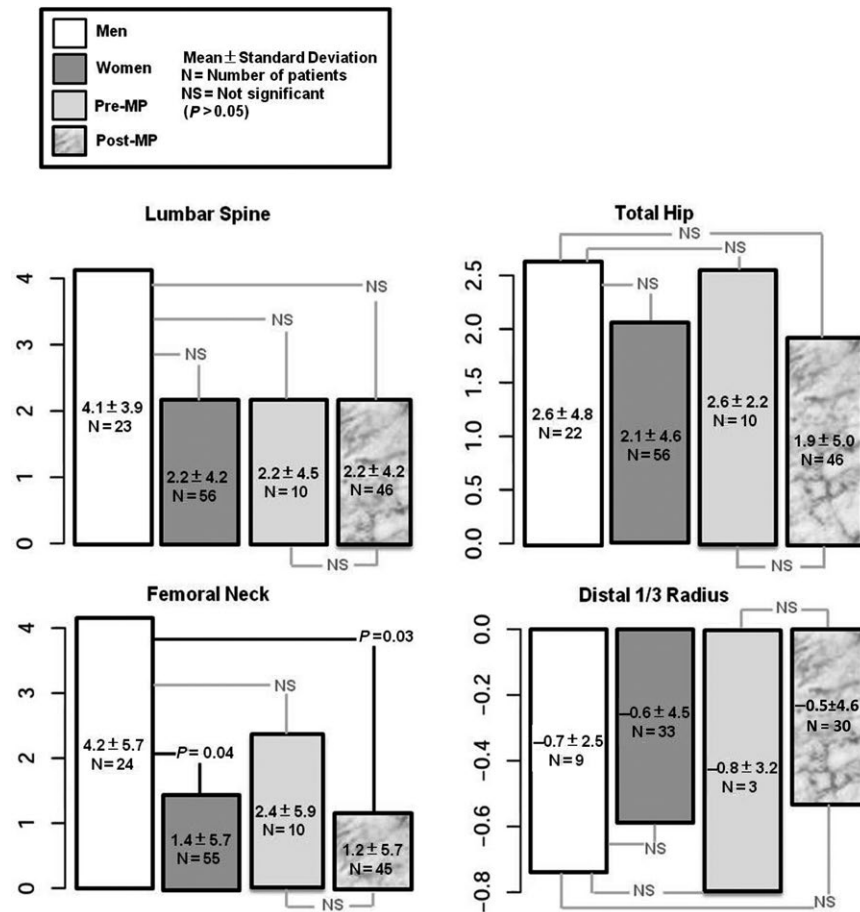 Men
Women
Pre-MP
Post-MP
Mean ± Standard Deviation
N = Number of patients
NS = Not significant
(P > 0.05)
Lumbar Spine
4
3
2
1
0
4.1 ± 3.9
N = 23
2.2 ± 4.2
N = 56
2.2 ± 4.5
N = 10
2.2 ± 4.2
N = 46
NS
NS
NS
NS
Total Hip
2.5
2.0
1.5
1.0
0.5
0.0
2.6 ± 4.8
N = 22
2.1 ± 4.6
N = 56
2.6 ± 2.2
N = 10
1.9 ± 5.0
N = 46
NS
NS
NS
NS
Femoral Neck
4
3
2
1
0
4.2 ± 5.7
N = 24
1.4 ± 5.7
N = 55
2.4 ± 5.9
N = 10
1.2 ± 5.7
N = 45
P = 0.03
NS
P = 0.04
NS
Distal 1/3 Radius
0.0
−0.2
−0.4
−0.6
−0.8
−0.7 ± 2.5
N = 9
−0.6 ± 4.5
N = 33
−0.8 ± 3.2
N = 3
−0.5 ± 4.6
N = 30
NS
NS
NS
NS